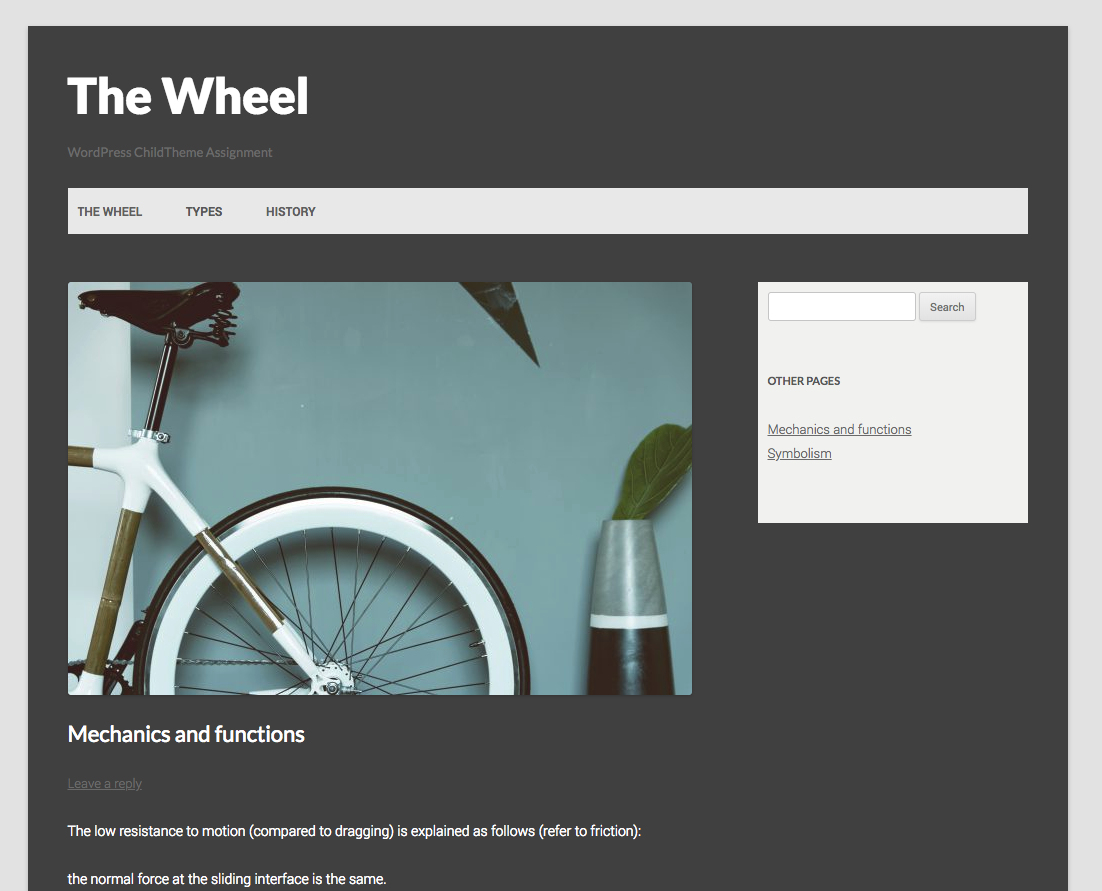 The Wheel
WordPress ChildTheme Assignment
THE WHEEL TYPES HISTORY
Search
OTHER PAGES
Mechanics and functions
Symbolism
Mechanics and functions
Leave a reply
The low resistance to motion (compared to dragging) is explained as follows (refer to friction):
the normal force at the sliding interface is the same.